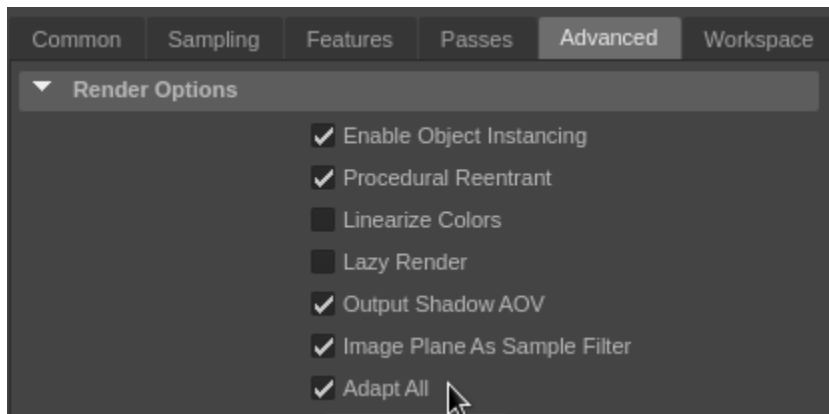 Common Sampling Features Passes Advanced Workspace
Render Options
Enable Object Instancing
Procedural Reentrant
Linearize Colors
Lazy Render
Output Shadow AOV
Image Plane As Sample Filter
Adapt All